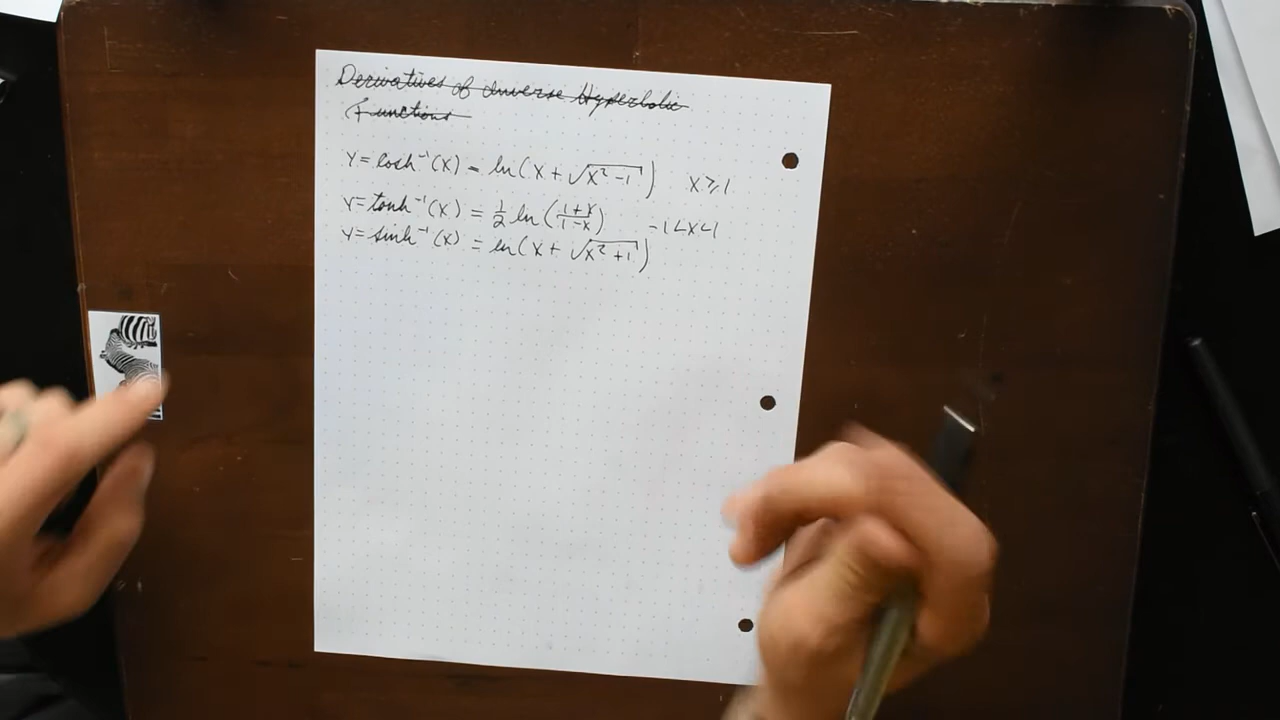 Derivatives of Inverse Hyperbolic
Functions
y = cosh⁻¹(x) = ln(x + √(x² - 1)) x ≥ 1
y = tanh⁻¹(x) = 1/2 ln((1+x)/(1-x)) -1<x<1
y = sinh⁻¹(x) = ln(x + √(x² + 1))